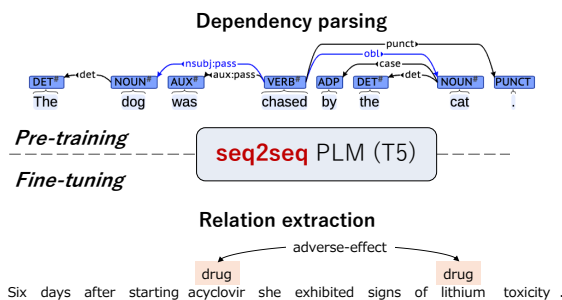 Dependency parsing
punct
nsubj:pass obl
det aux:pass case det
DET# NOUN# AUX# VERB# ADP DET# NOUN# PUNCT
The dog was chased by the cat .
Pre-training
seq2seq PLM (T5)
Fine-tuning
Relation extraction
adverse-effect
drug drug
Six days after starting acyclovir she exhibited signs of lithium toxicity .